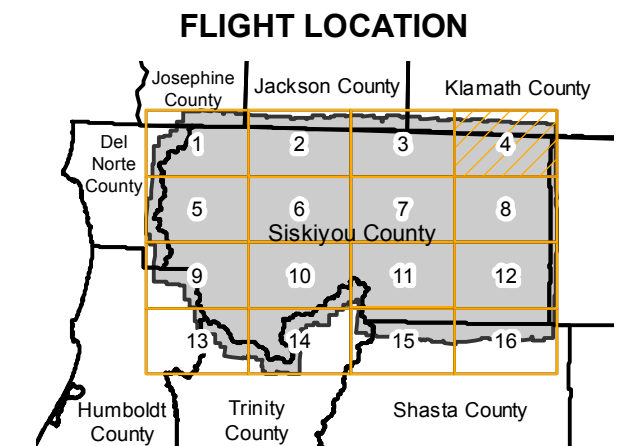 FLIGHT LOCATION
Josephine
County
Jackson County
Klamath County
Del
Norte
County
1
2
3
4
5
6
7
8
Siskiyou County
9
10
11
12
13
14
15
16
Humboldt
County
Trinity
County
Shasta County